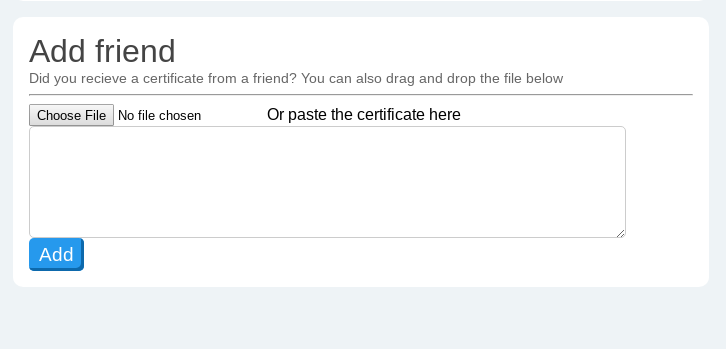 Add friend
Did you recieve a certificate from a friend? You can also drag and drop the file below
Choose File No file chosen Or paste the certificate here
Add